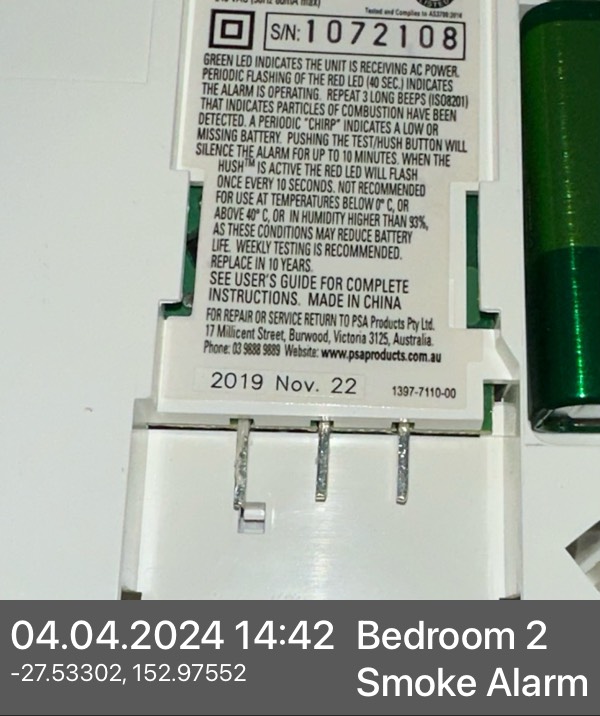 Tested and Complies to AS3786:2014
S/N: 1072108
GREEN LED INDICATES THE UNIT IS RECEIVING AC POWER.
PERIODIC FLASHING OF THE RED LED (40 SEC.) INDICATES
THE ALARM IS OPERATING. REPEAT 3 LONG BEEPS (ISO8201)
THAT INDICATES PARTICLES OF COMBUSTION HAVE BEEN
DETECTED. A PERIODIC "CHIRP" INDICATES A LOW OR
MISSING BATTERY. PUSHING THE TEST/HUSH BUTTON WILL
SILENCE THE ALARM FOR UP TO 10 MINUTES. WHEN THE
HUSH™ IS ACTIVE THE RED LED WILL FLASH
ONCE EVERY 10 SECONDS. NOT RECOMMENDED
FOR USE AT TEMPERATURES BELOW 0° C, OR
ABOVE 40° C, OR IN HUMIDITY HIGHER THAN 93%,
AS THESE CONDITIONS MAY REDUCE BATTERY
LIFE. WEEKLY TESTING IS RECOMMENDED.
REPLACE IN 10 YEARS.
SEE USER'S GUIDE FOR COMPLETE
INSTRUCTIONS. MADE IN CHINA
FOR REPAIR OR SERVICE RETURN TO PSA Products Pty Ltd.
17 Millicent Street, Burwood, Victoria 3125, Australia.
Phone: 03 9888 9889 Website: www.psaproducts.com.au
2019 Nov. 22
1397-7110-00
04.04.2024 14:42
-27.53302, 152.97552
Bedroom 2
Smoke Alarm